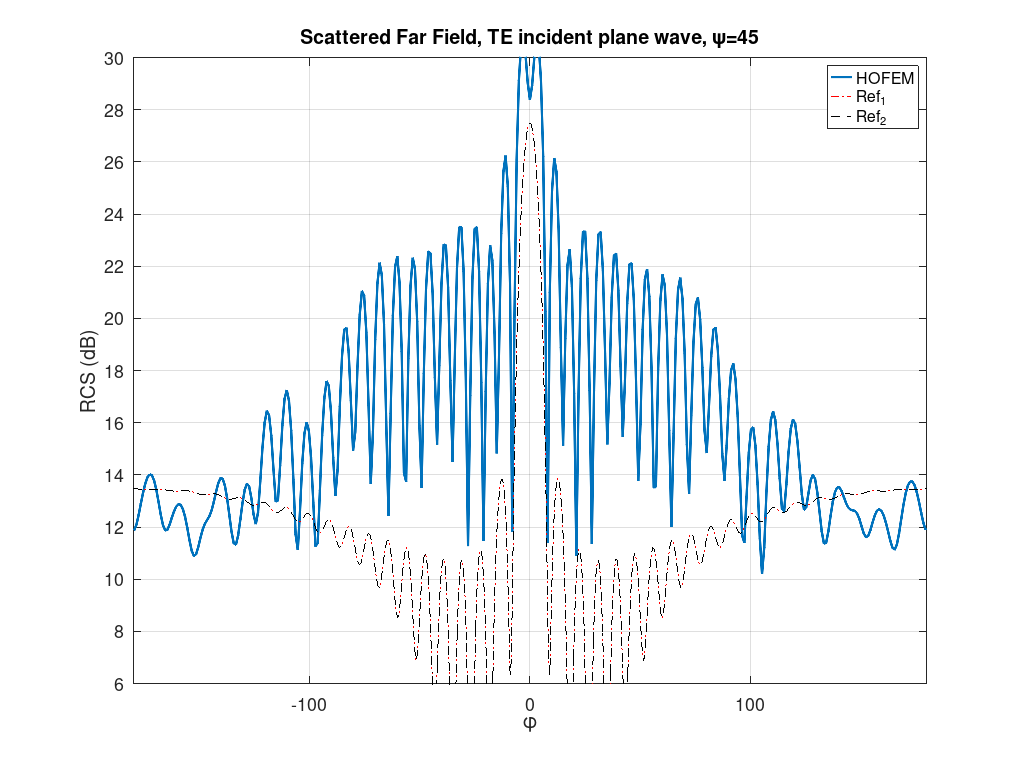 Scattered Far Field, TE incident plane wave, ψ=45
30
28
26
24
22
20
18
16
14
12
10
8
6
RCS (dB)
-100
0
100
φ
HOFEM
Ref1
Ref2